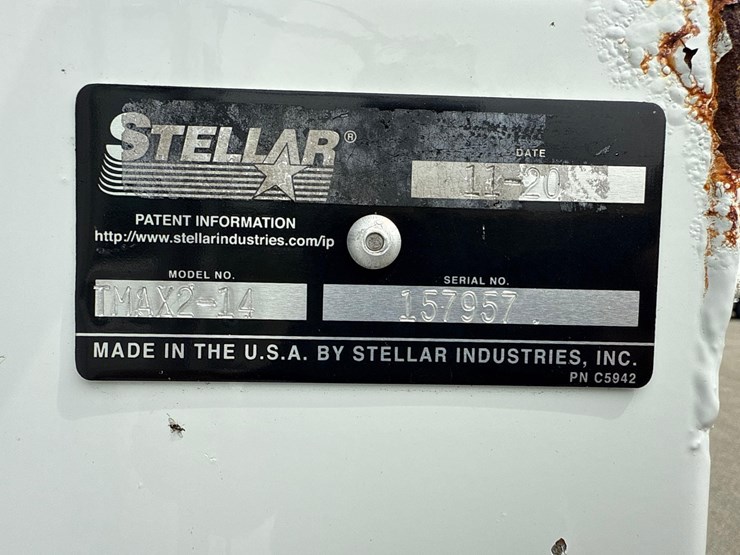 STELLAR®
DATE
11-20
PATENT INFORMATION
http://www.stellarindustries.com/ip
MODEL NO.
TMAX2-14
SERIAL NO.
157957
MADE IN THE U.S.A. BY STELLAR INDUSTRIES, INC.
PN C5942